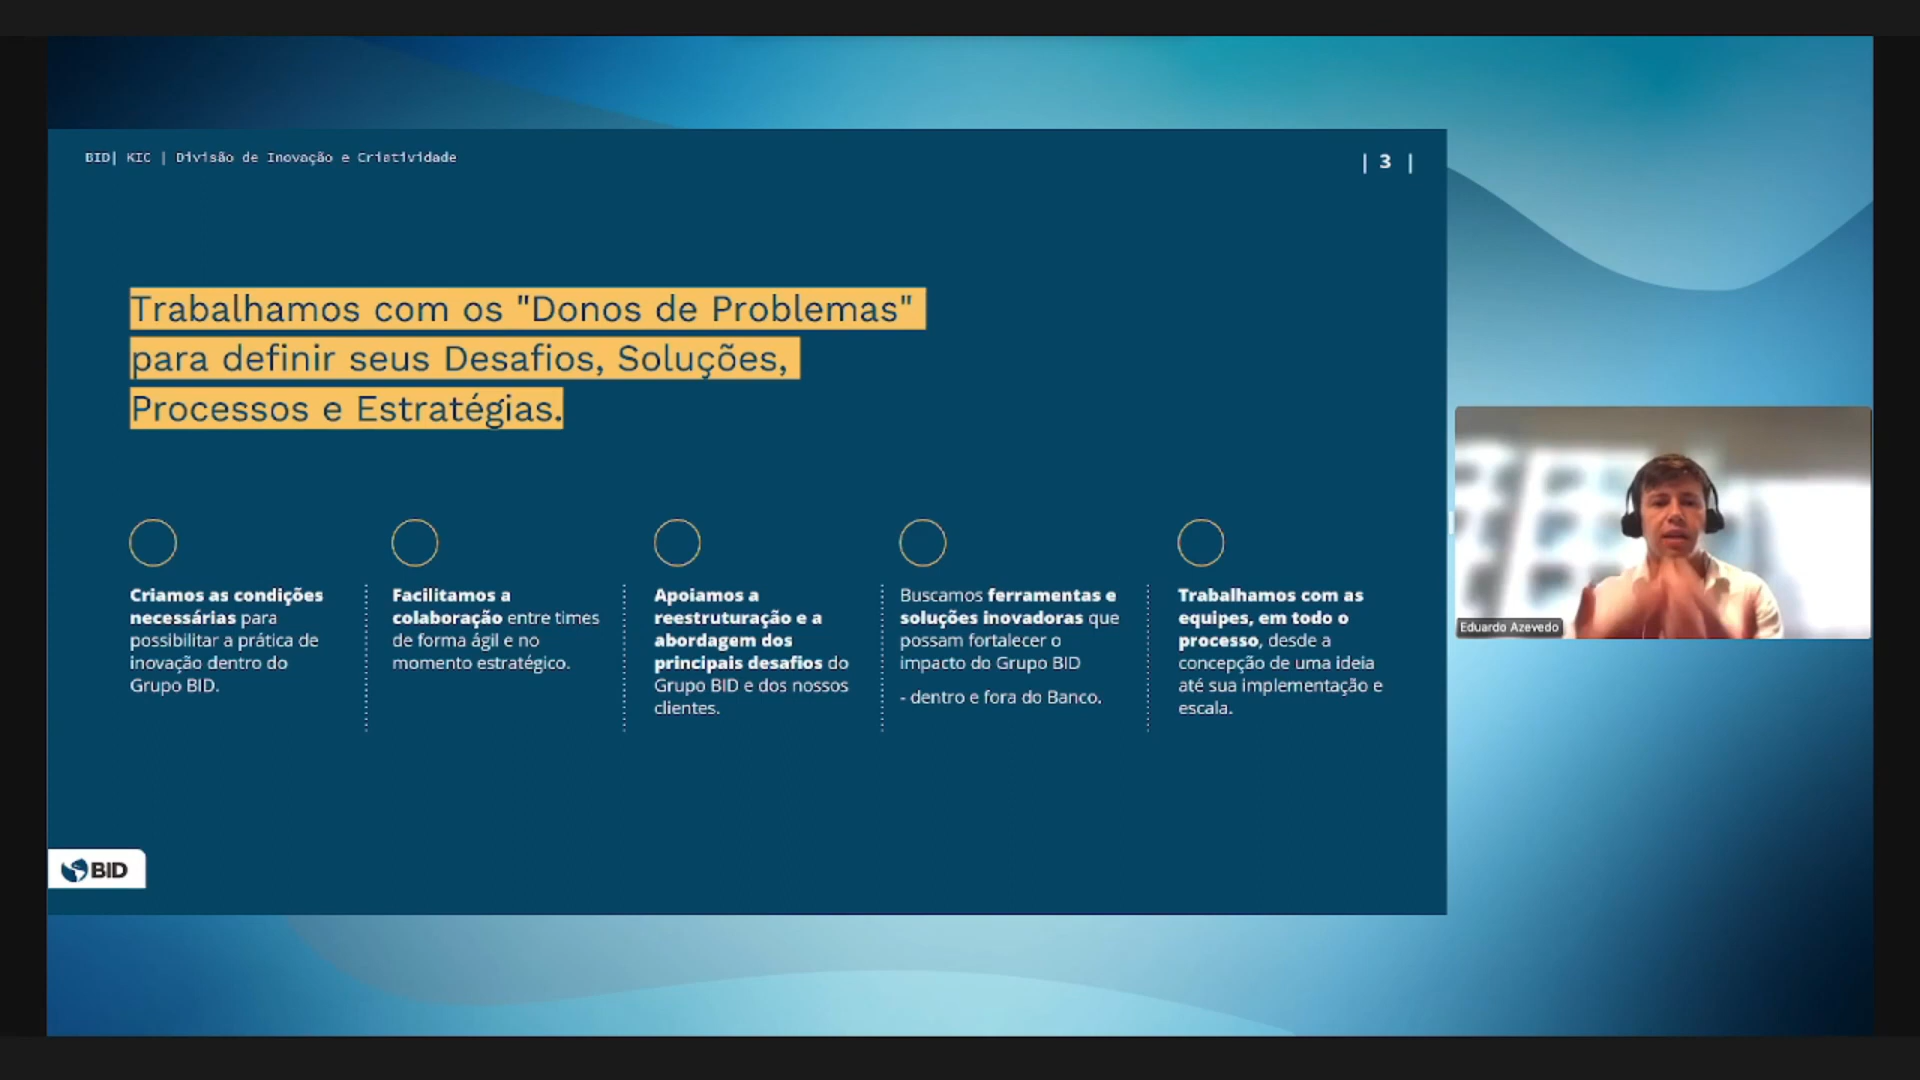 BID| KIC | Divisão de Inovação e Criatividade
| 3 |
Trabalhamos com os "Donos de Problemas"
para definir seus Desafios, Soluções,
Processos e Estratégias.
Criamos as condições
necessárias para
possibilitar a prática de
inovação dentro do
Grupo BID.
Facilitamos a
colaboração entre times
de forma ágil e no
momento estratégico.
Apoiamos a
reestruturação e a
abordagem dos
principais desafios do
Grupo BID e dos nossos
clientes.
Buscamos ferramentas e
soluções inovadoras que
possam fortalecer o
impacto do Grupo BID
- dentro e fora do Banco.
Trabalhamos com as
equipes, em todo o
processo, desde a
concepção de uma ideia
até sua implementação e
escala.
Eduardo Azevedo
BID